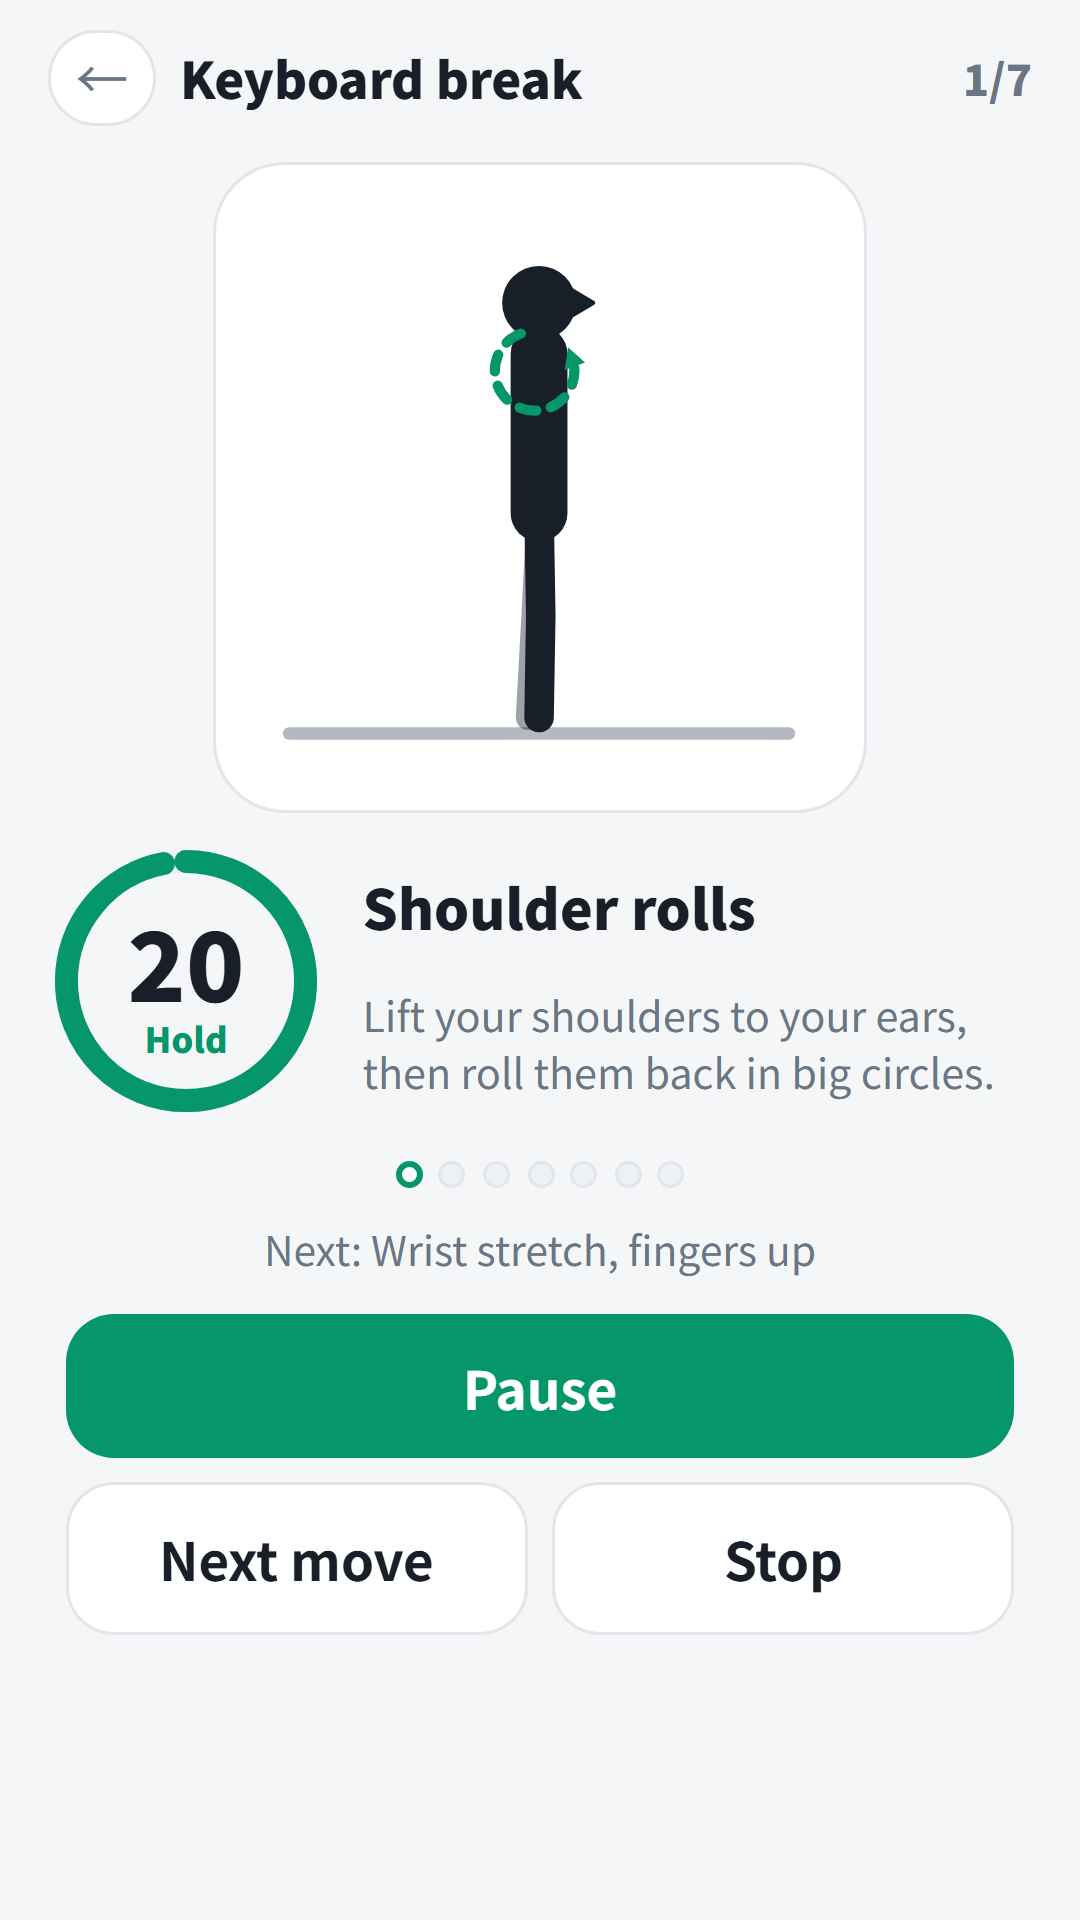 Keyboard break
1/7
20
Hold
Shoulder rolls
Lift your shoulders to your ears,
then roll them back in big circles.
Next: Wrist stretch, fingers up
Pause
Next move
Stop